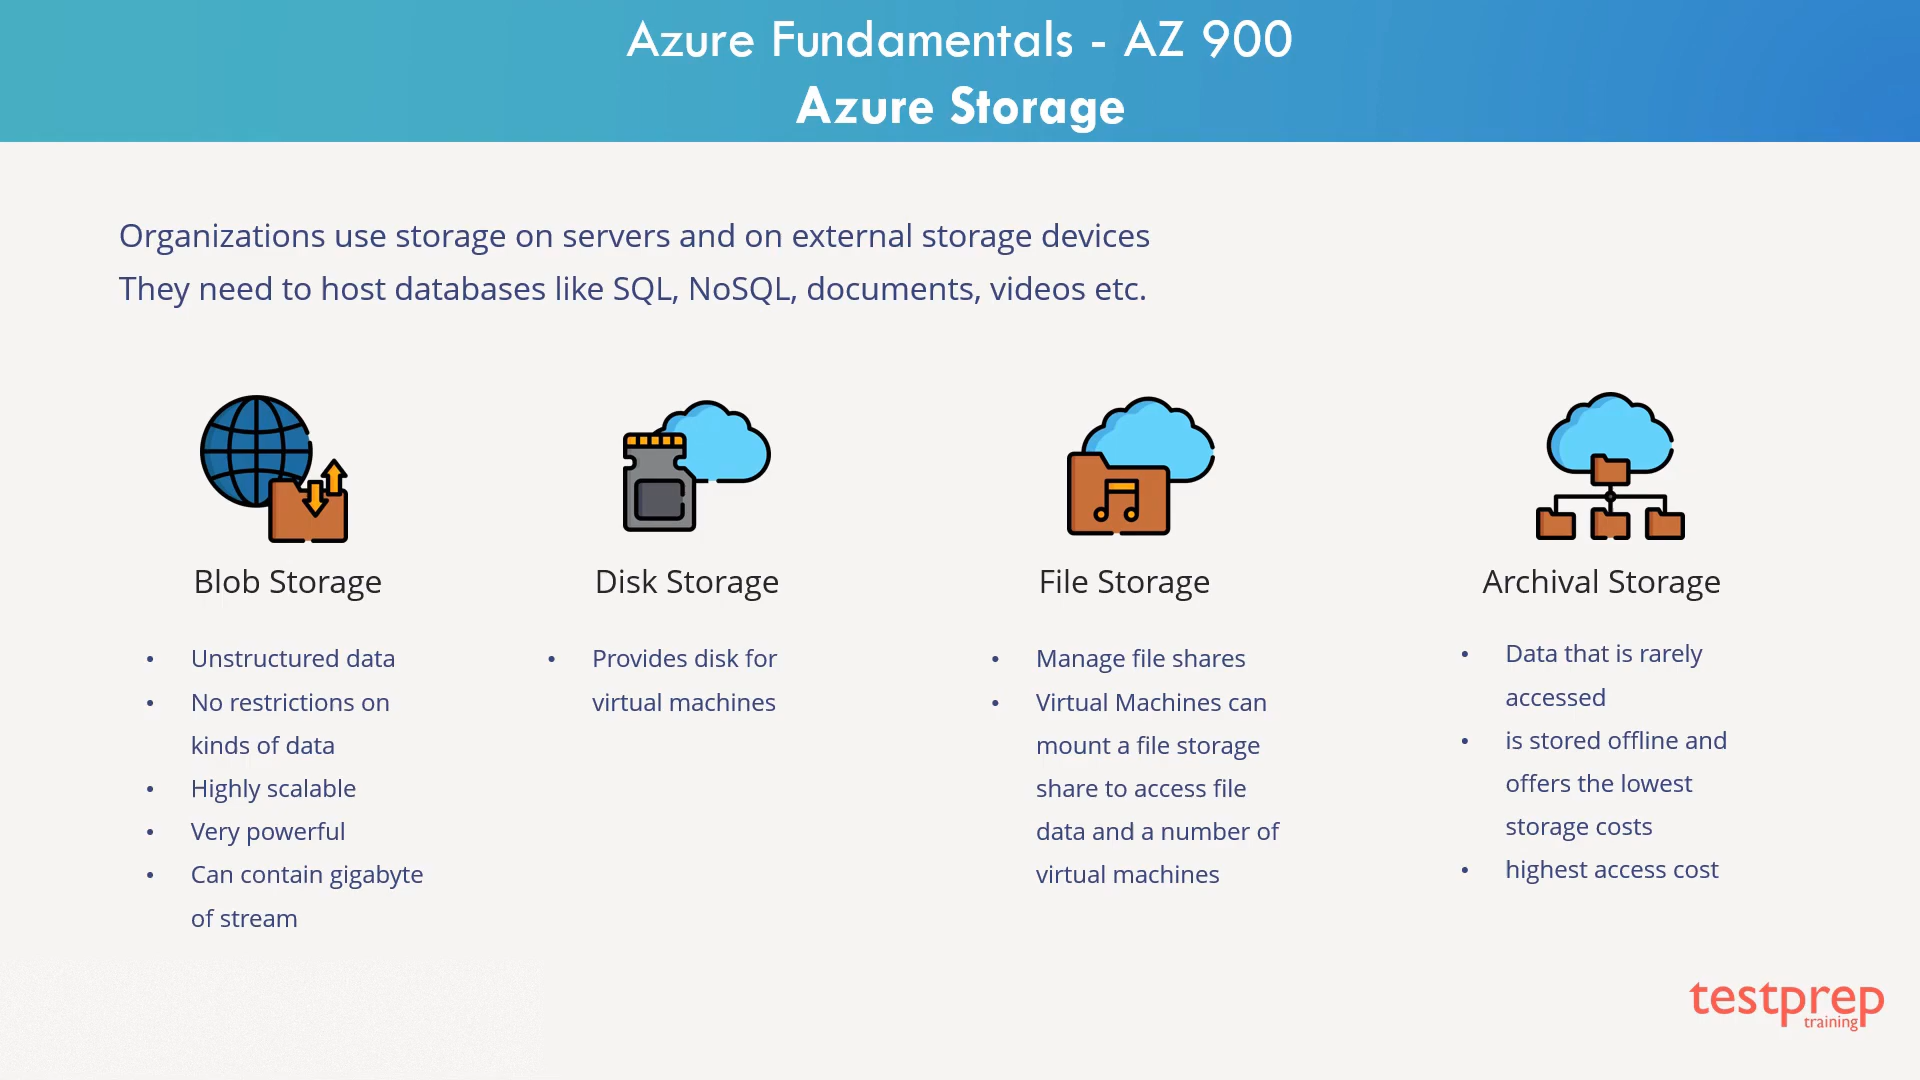 Azure Fundamentals - AZ 900
Azure Storage
Organizations use storage on servers and on external storage devices
They need to host databases like SQL, NoSQL, documents, videos etc.
Blob Storage
• Unstructured data
• No restrictions on
kinds of data
• Highly scalable
• Very powerful
• Can contain gigabyte
of stream
Disk Storage
• Provides disk for
virtual machines
File Storage
• Manage file shares
• Virtual Machines can
mount a file storage
share to access file
data and a number of
virtual machines
Archival Storage
• Data that is rarely
accessed
• is stored offline and
offers the lowest
storage costs
• highest access cost
testprep
training